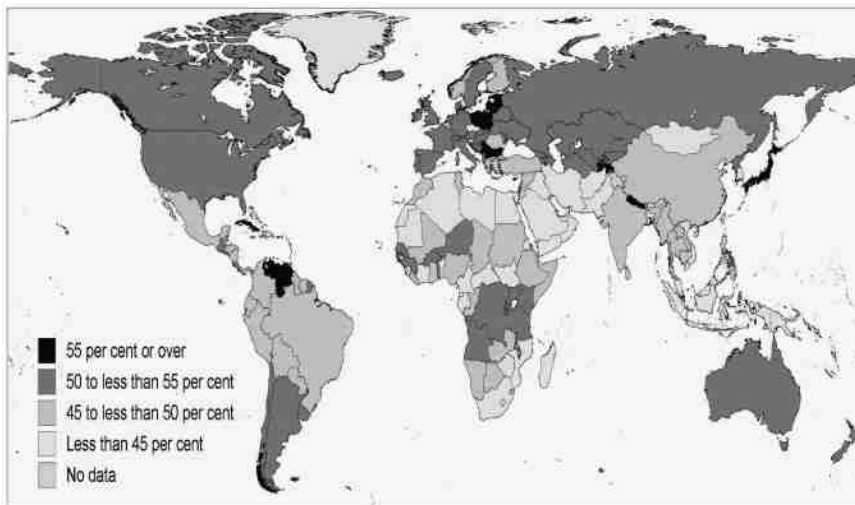 55 per cent or over
50 to less than 55 per cent
45 to less than 50 per cent
Less than 45 per cent
No data